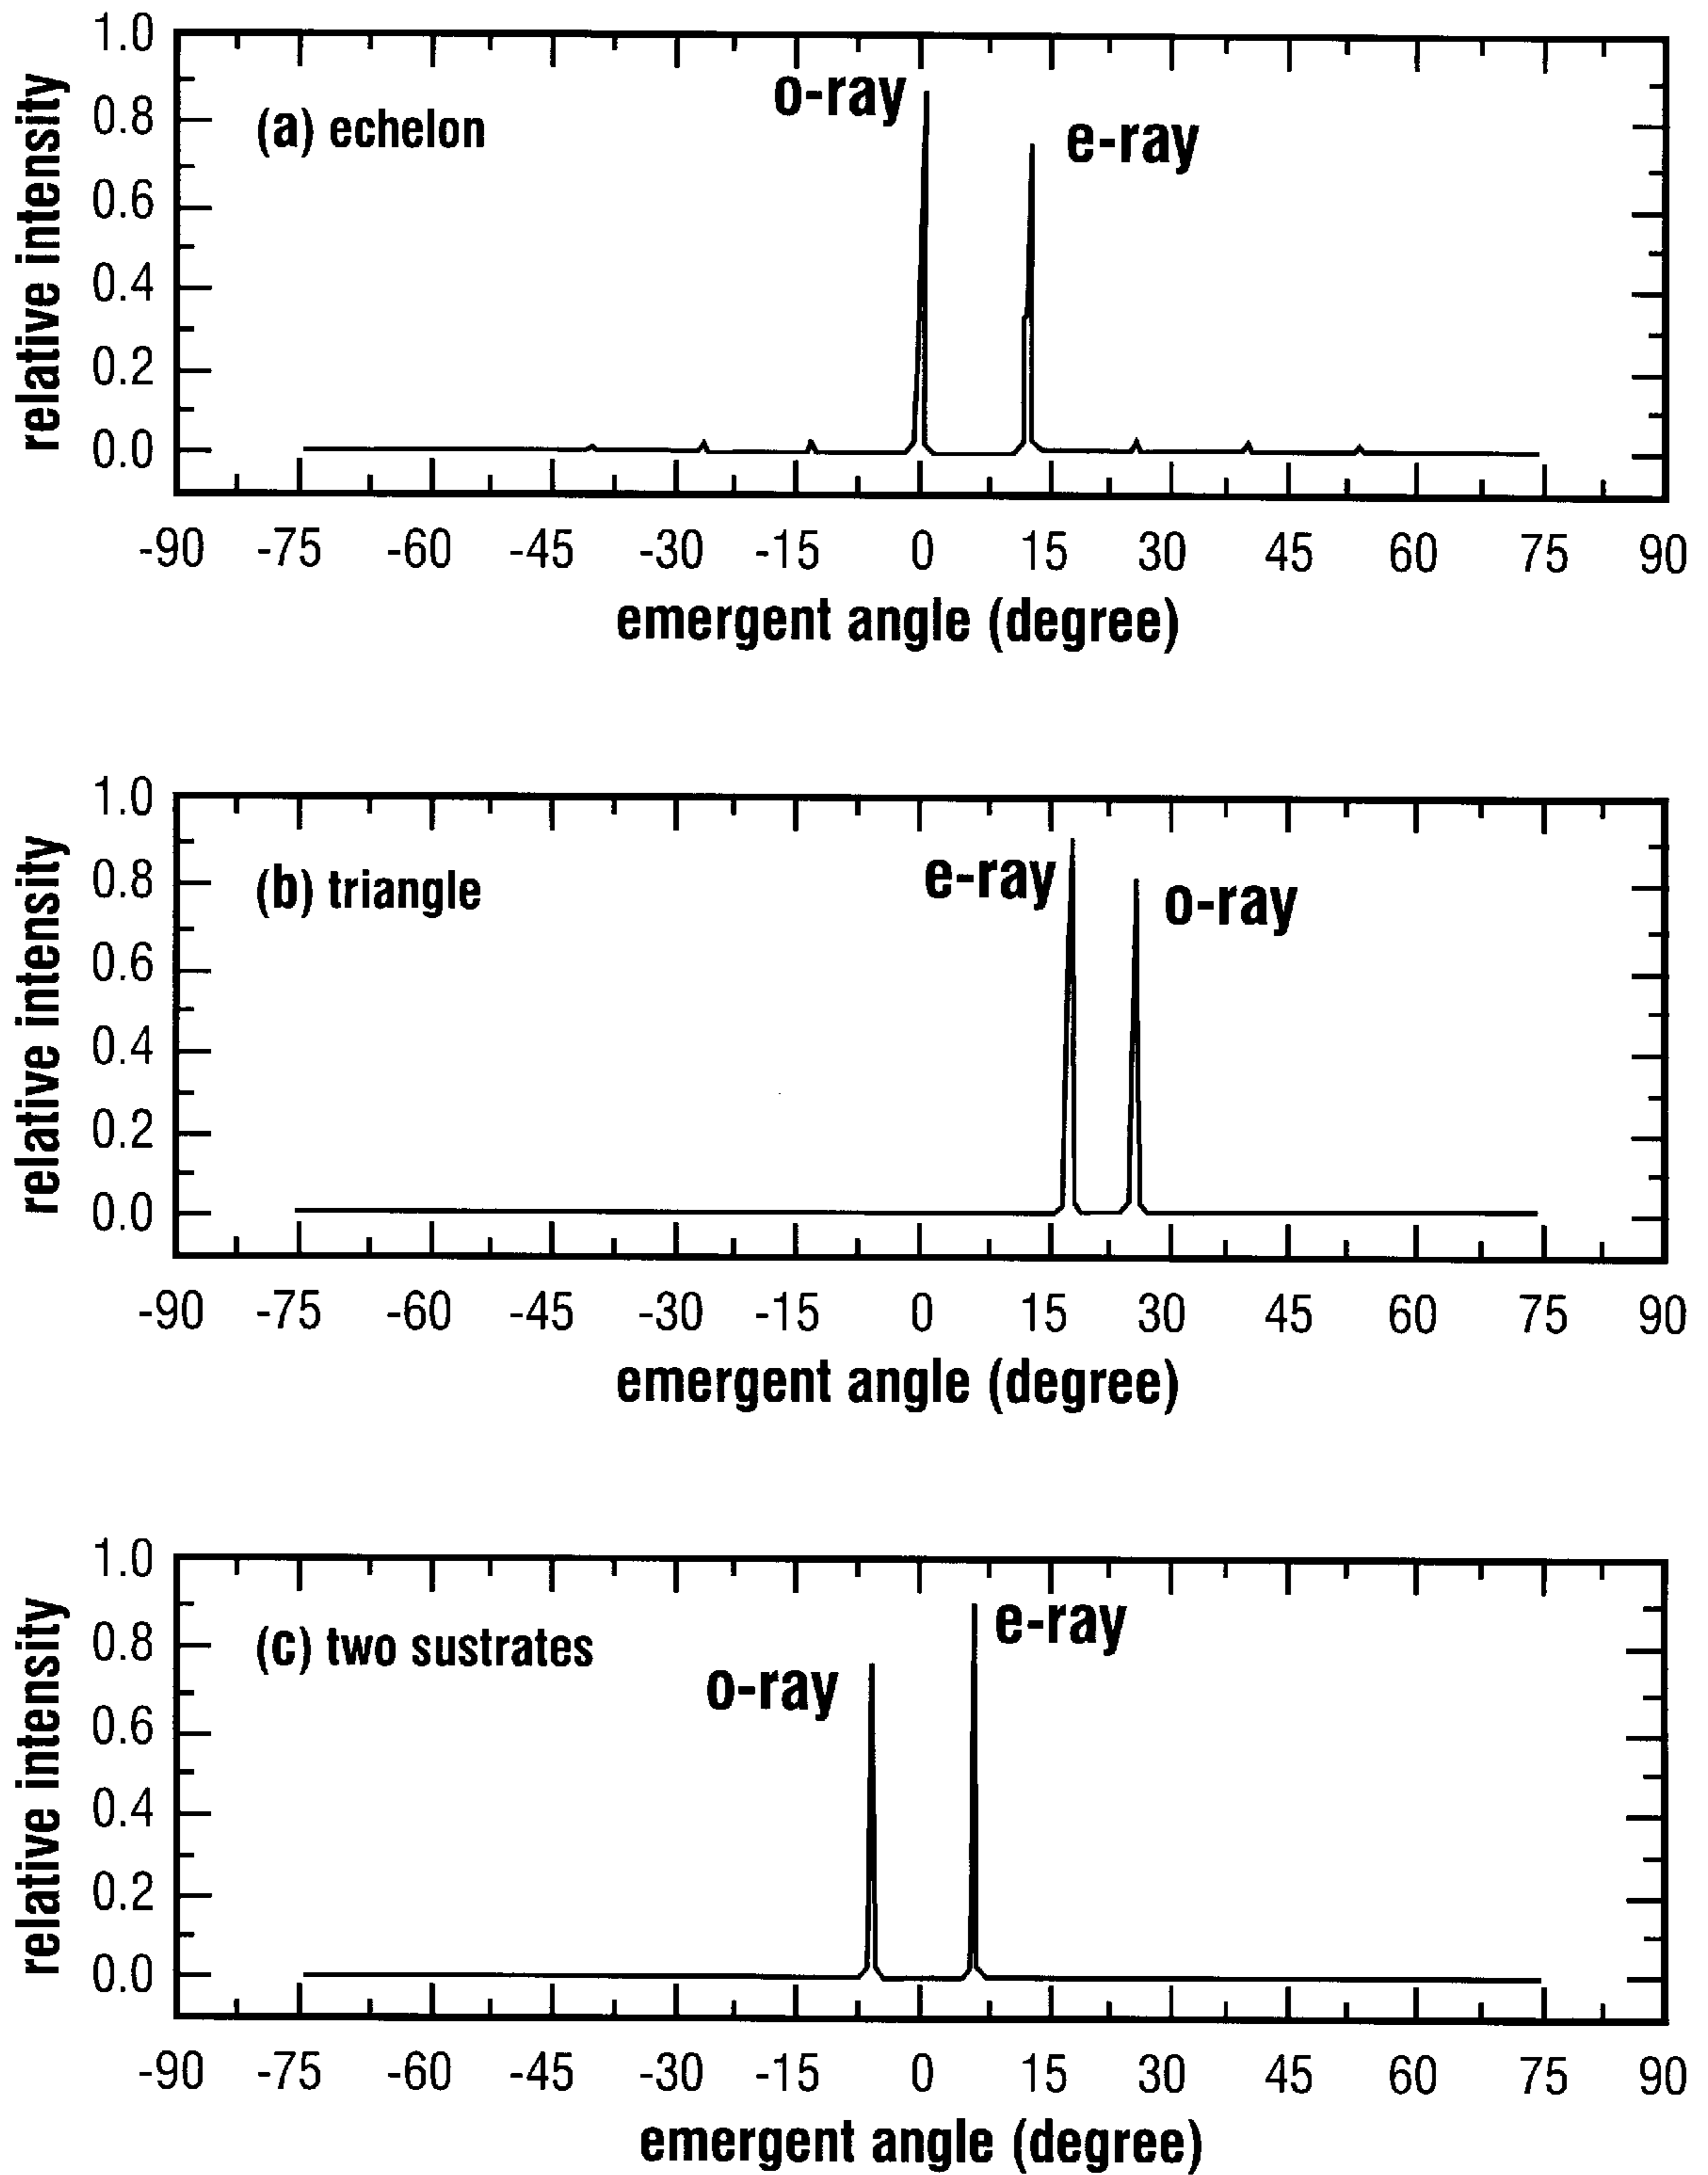 1.0
0.8
0.6
0.4
0.2
0.0
relative intensity
(a) echelon
o-ray
e-ray
-90 -75 -60 -45 -30 -15 0 15 30 45 60 75 90
emergent angle (degree)
1.0
0.8
0.6
0.4
0.2
0.0
relative intensity
(b) triangle
e-ray
o-ray
-90 -75 -60 -45 -30 -15 0 15 30 45 60 75 90
emergent angle (degree)
1.0
0.8
0.6
0.4
0.2
0.0
relative intensity
(c) two sustrates
o-ray
e-ray
-90 -75 -60 -45 -30 -15 0 15 30 45 60 75 90
emergent angle (degree)